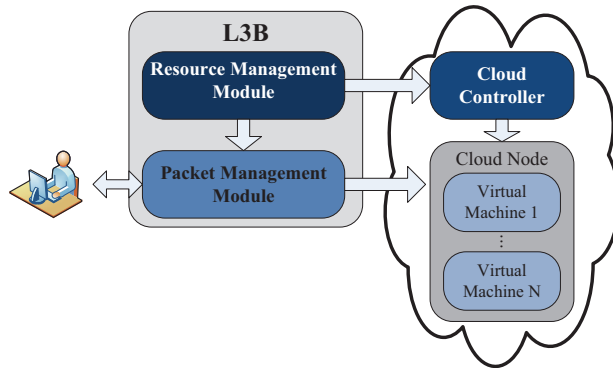 L3B
Resource Management
Module
Packet Management
Module
Cloud
Controller
Cloud Node
Virtual
Machine 1
...
Virtual
Machine N